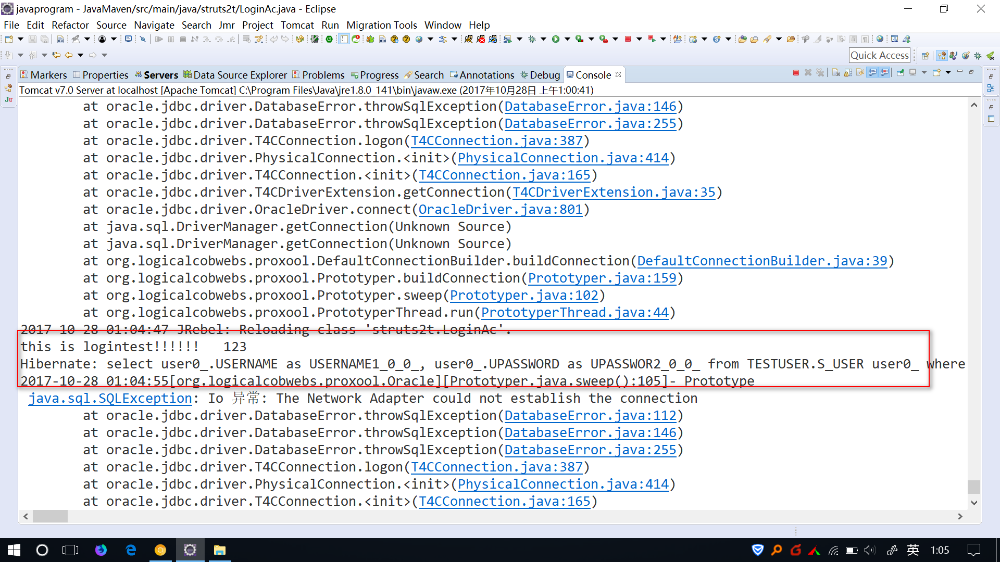 javaprogram - JavaMaven/src/main/java/struts2t/LoginAc.java - Eclipse
File Edit Refactor Source Navigate Search Jmr Project Tomcat Run Migration Tools Window Help
Quick Access
Markers Properties Servers Data Source Explorer Problems Progress Search Annotations Debug Console
Tomcat v7.0 Server at localhost [Apache Tomcat] C:\Program Files\Java\jre1.8.0_141\bin\javaw.exe (2017年10月28日 上午1:00:41)
at oracle.jdbc.driver.DatabaseError.throwSqlException(DatabaseError.java:146)
at oracle.jdbc.driver.DatabaseError.throwSqlException(DatabaseError.java:255)
at oracle.jdbc.driver.T4CConnection.logon(T4CConnection.java:387)
at oracle.jdbc.driver.PhysicalConnection.<init>(PhysicalConnection.java:414)
at oracle.jdbc.driver.T4CConnection.<init>(T4CConnection.java:165)
at oracle.jdbc.driver.T4CDriverExtension.getConnection(T4CDriverExtension.java:35)
at oracle.jdbc.driver.OracleDriver.connect(OracleDriver.java:801)
at java.sql.DriverManager.getConnection(Unknown Source)
at java.sql.DriverManager.getConnection(Unknown Source)
at org.logicalcobwebs.proxool.DefaultConnectionBuilder.buildConnection(DefaultConnectionBuilder.java:39)
at org.logicalcobwebs.proxool.Prototyper.buildConnection(Prototyper.java:159)
at org.logicalcobwebs.proxool.Prototyper.sweep(Prototyper.java:102)
at org.logicalcobwebs.proxool.PrototyperThread.run(PrototyperThread.java:44)
2017-10-28 01:04:47 JRebel: Reloading class 'struts2t.LoginAc'.
this is logintest!!!!!!   123
Hibernate: select user0_.USERNAME as USERNAME1_0_0_, user0_.UPASSWORD as UPASSWOR2_0_0_ from TESTUSER.S_USER user0_ where
2017-10-28 01:04:55[org.logicalcobwebs.proxool.Oracle][Prototyper.java.sweep():105]- Prototype
java.sql.SQLException: Io 异常: The Network Adapter could not establish the connection
at oracle.jdbc.driver.DatabaseError.throwSqlException(DatabaseError.java:112)
at oracle.jdbc.driver.DatabaseError.throwSqlException(DatabaseError.java:146)
at oracle.jdbc.driver.DatabaseError.throwSqlException(DatabaseError.java:255)
at oracle.jdbc.driver.T4CConnection.logon(T4CConnection.java:387)
at oracle.jdbc.driver.PhysicalConnection.<init>(PhysicalConnection.java:414)
at oracle.jdbc.driver.T4CConnection.<init>(T4CConnection.java:165)
英 1:05